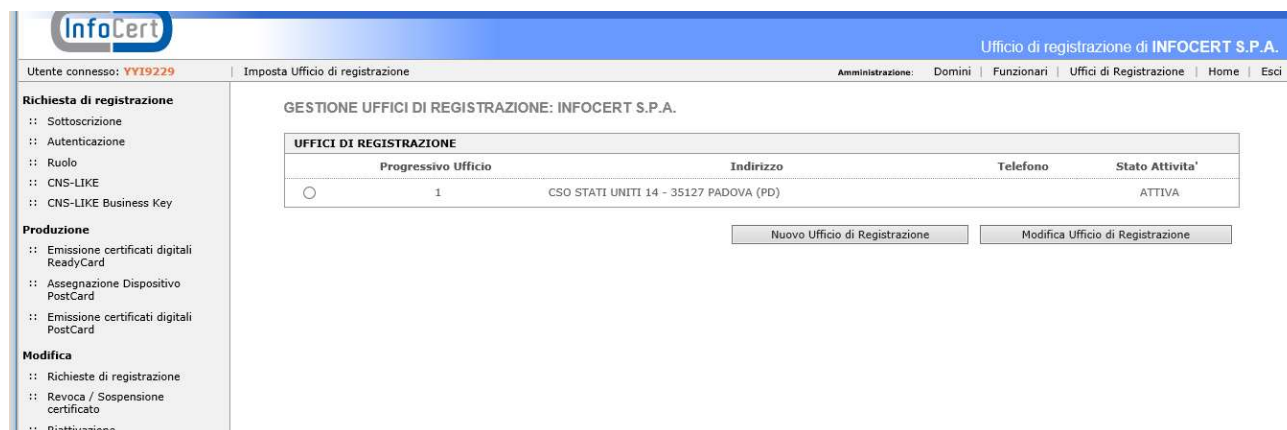 InfoCert
Ufficio di registrazione di INFOCERT S.P.A.
Utente connesso: YYI9229 | Imposta Ufficio di registrazione
Amministrazione: Domini | Funzionari | Uffici di Registrazione | Home | Esci
Richiesta di registrazione
:: Sottoscrizione
:: Autenticazione
:: Ruolo
:: CNS-LIKE
:: CNS-LIKE Business Key
Produzione
:: Emissione certificati digitali
ReadyCard
:: Assegnazione Dispositivo
PostCard
:: Emissione certificati digitali
PostCard
Modifica
:: Richieste di registrazione
:: Revoca / Sospensione
certificato
:: Riattivazione
GESTIONE UFFICI DI REGISTRAZIONE: INFOCERT S.P.A.
UFFICI DI REGISTRAZIONE
Progressivo Ufficio Indirizzo Telefono Stato Attivita'
1 CSO STATI UNITI 14 - 35127 PADOVA (PD) ATTIVA
Nuovo Ufficio di Registrazione Modifica Ufficio di Registrazione